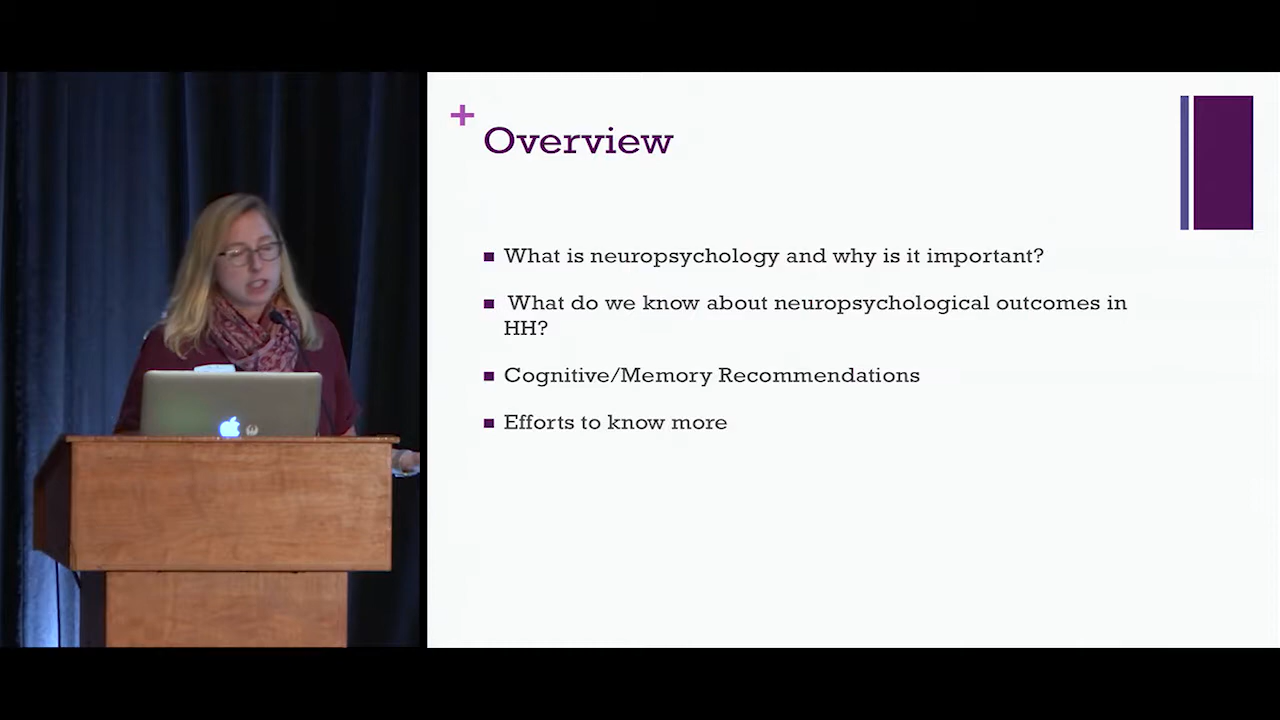 +
Overview
What is neuropsychology and why is it important?
What do we know about neuropsychological outcomes in
HH?
Cognitive/Memory Recommendations
Efforts to know more